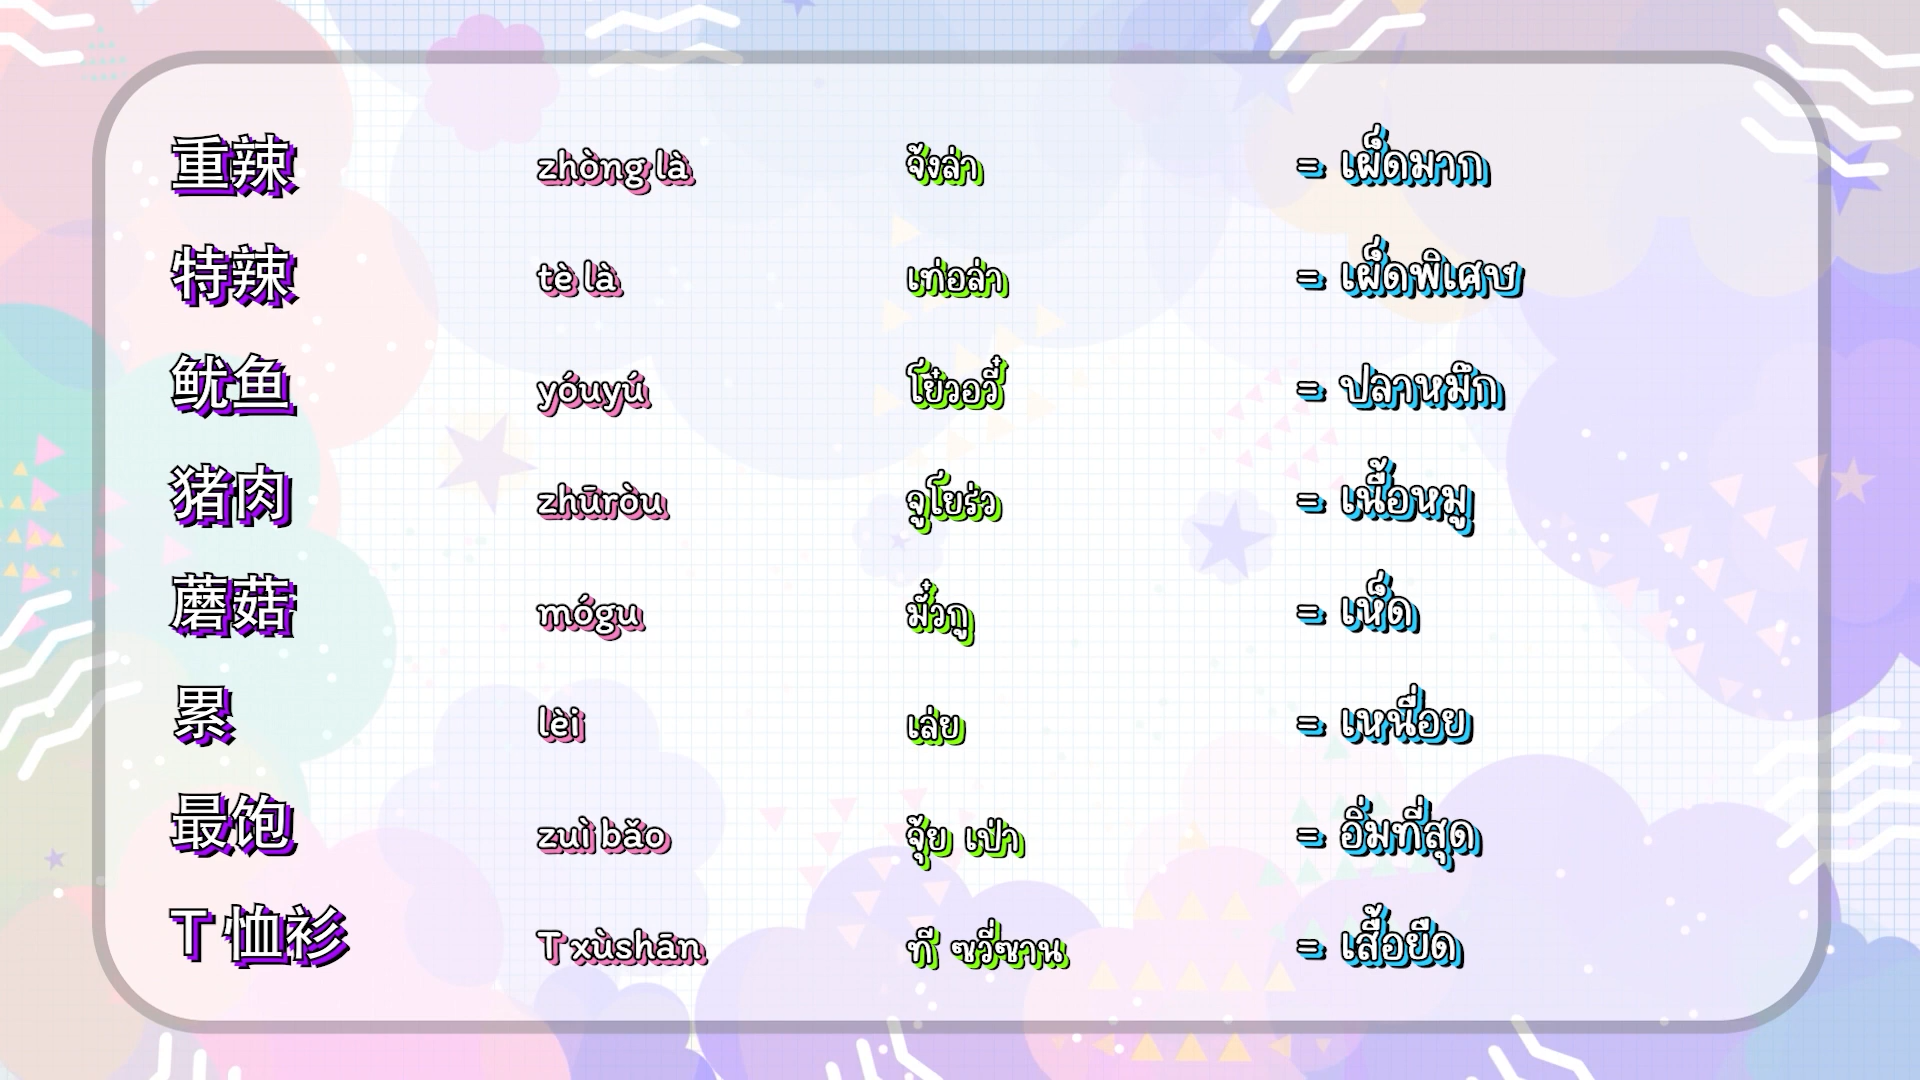 重辣 zhòng là จ้งล่า = เผ็ดมาก
特辣 tè là เท่อล่า = เผ็ดพิเศษ
鱿鱼 yóuyú โย๋วอวี๋ = ปลาหมึก
猪肉 zhūròu จูโยร่ว = เนื้อหมู
蘑菇 mógu มั๋วกู = เห็ด
累 lèi เล่ย = เหนื่อย
最饱 zuì bǎo จุ้ย เป่า = อิ่มที่สุด
T 恤衫 T xùshān ที ซวี่ซาน = เสื้อยืด